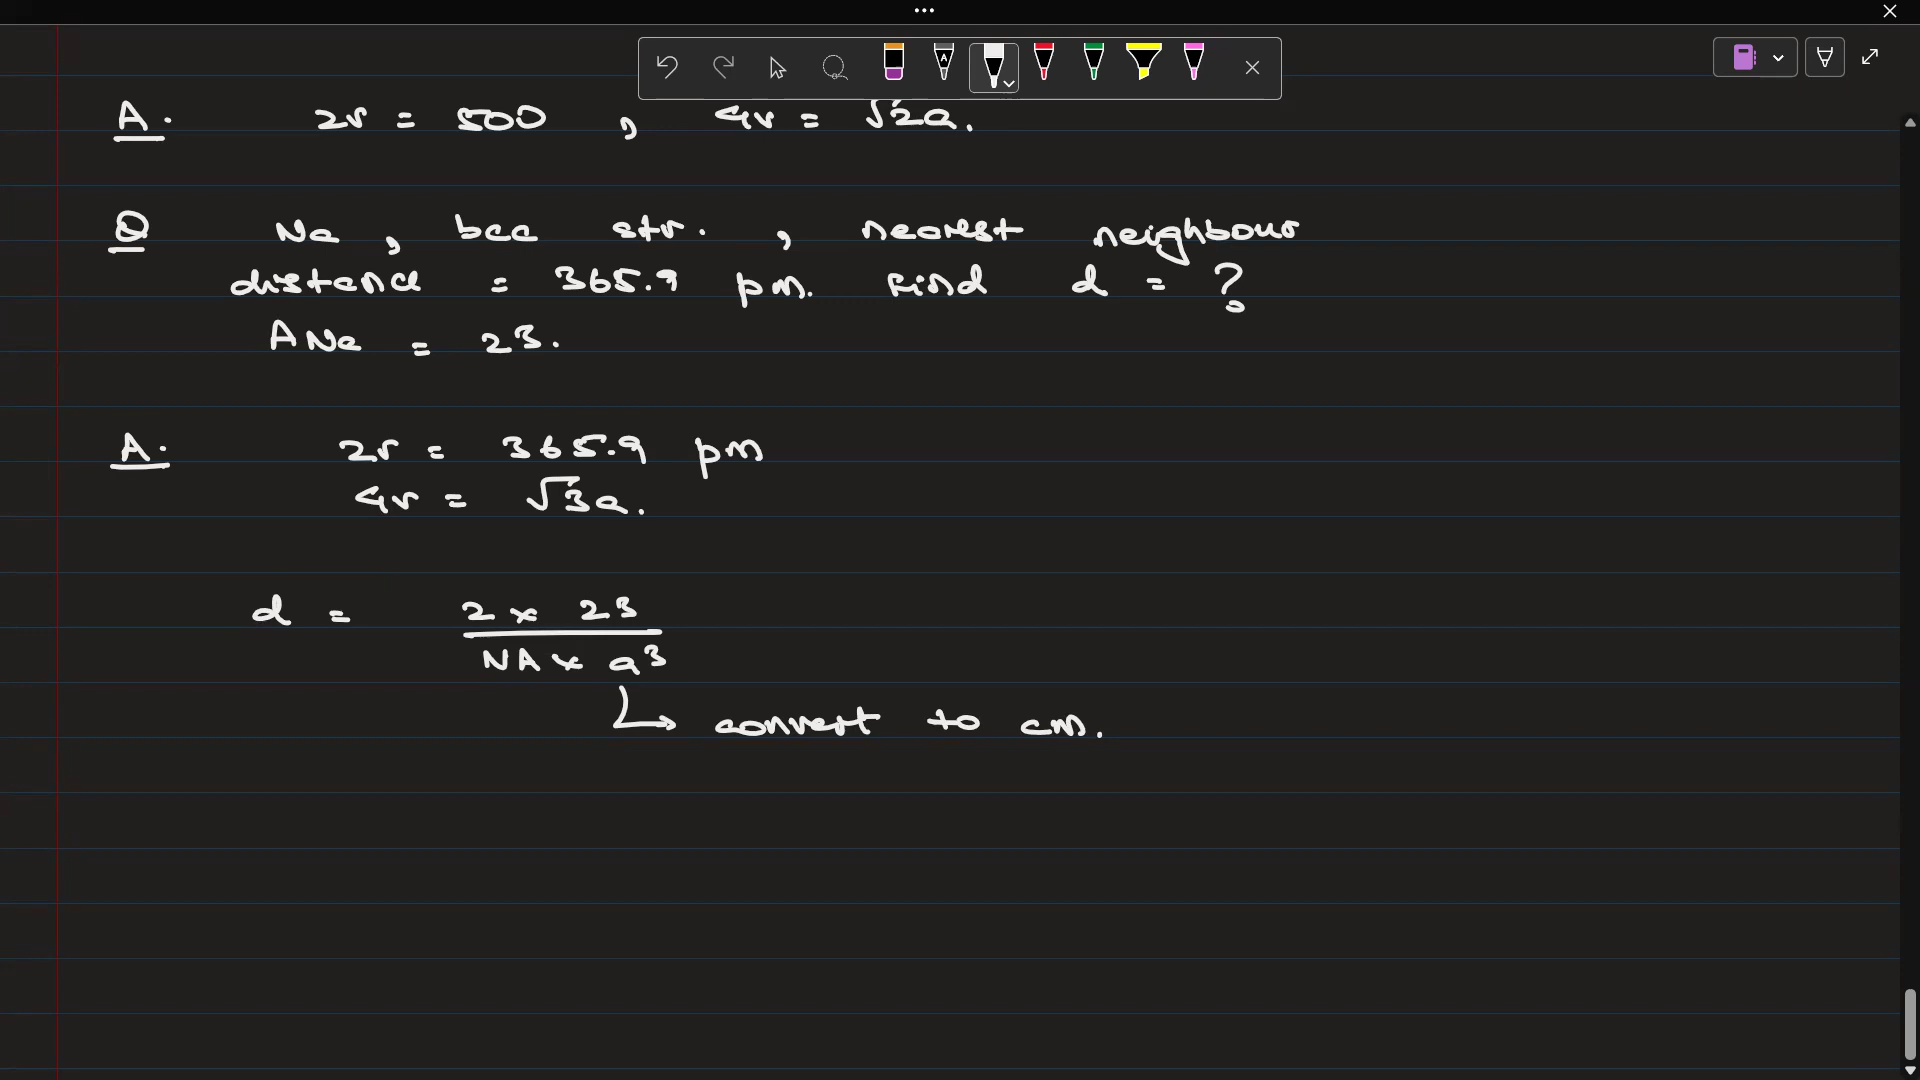 A. 2r = 500 , 4r = √2a.
Q Na, bcc str. , nearest neighbour
distance = 365.9 pm. Find d = ?
ANa = 23.
A. 2r = 365.9 pm
4r = √3a.
d = 2 × 23
NA × a³
↳ convert to cm.